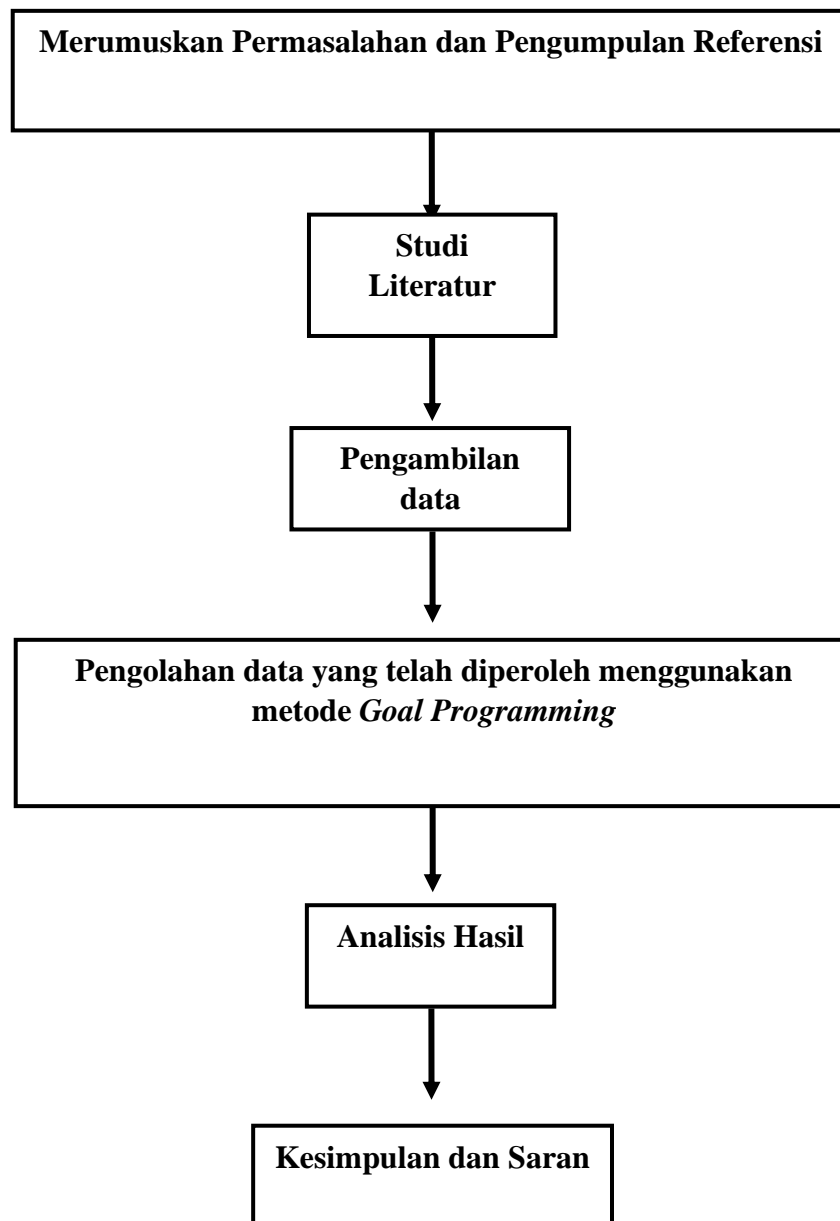 Merumuskan Permasalahan dan Pengumpulan Referensi
Studi
Literatur
Pengambilan
data
Pengolahan data yang telah diperoleh menggunakan
metode Goal Programming
Analisis Hasil
Kesimpulan dan Saran